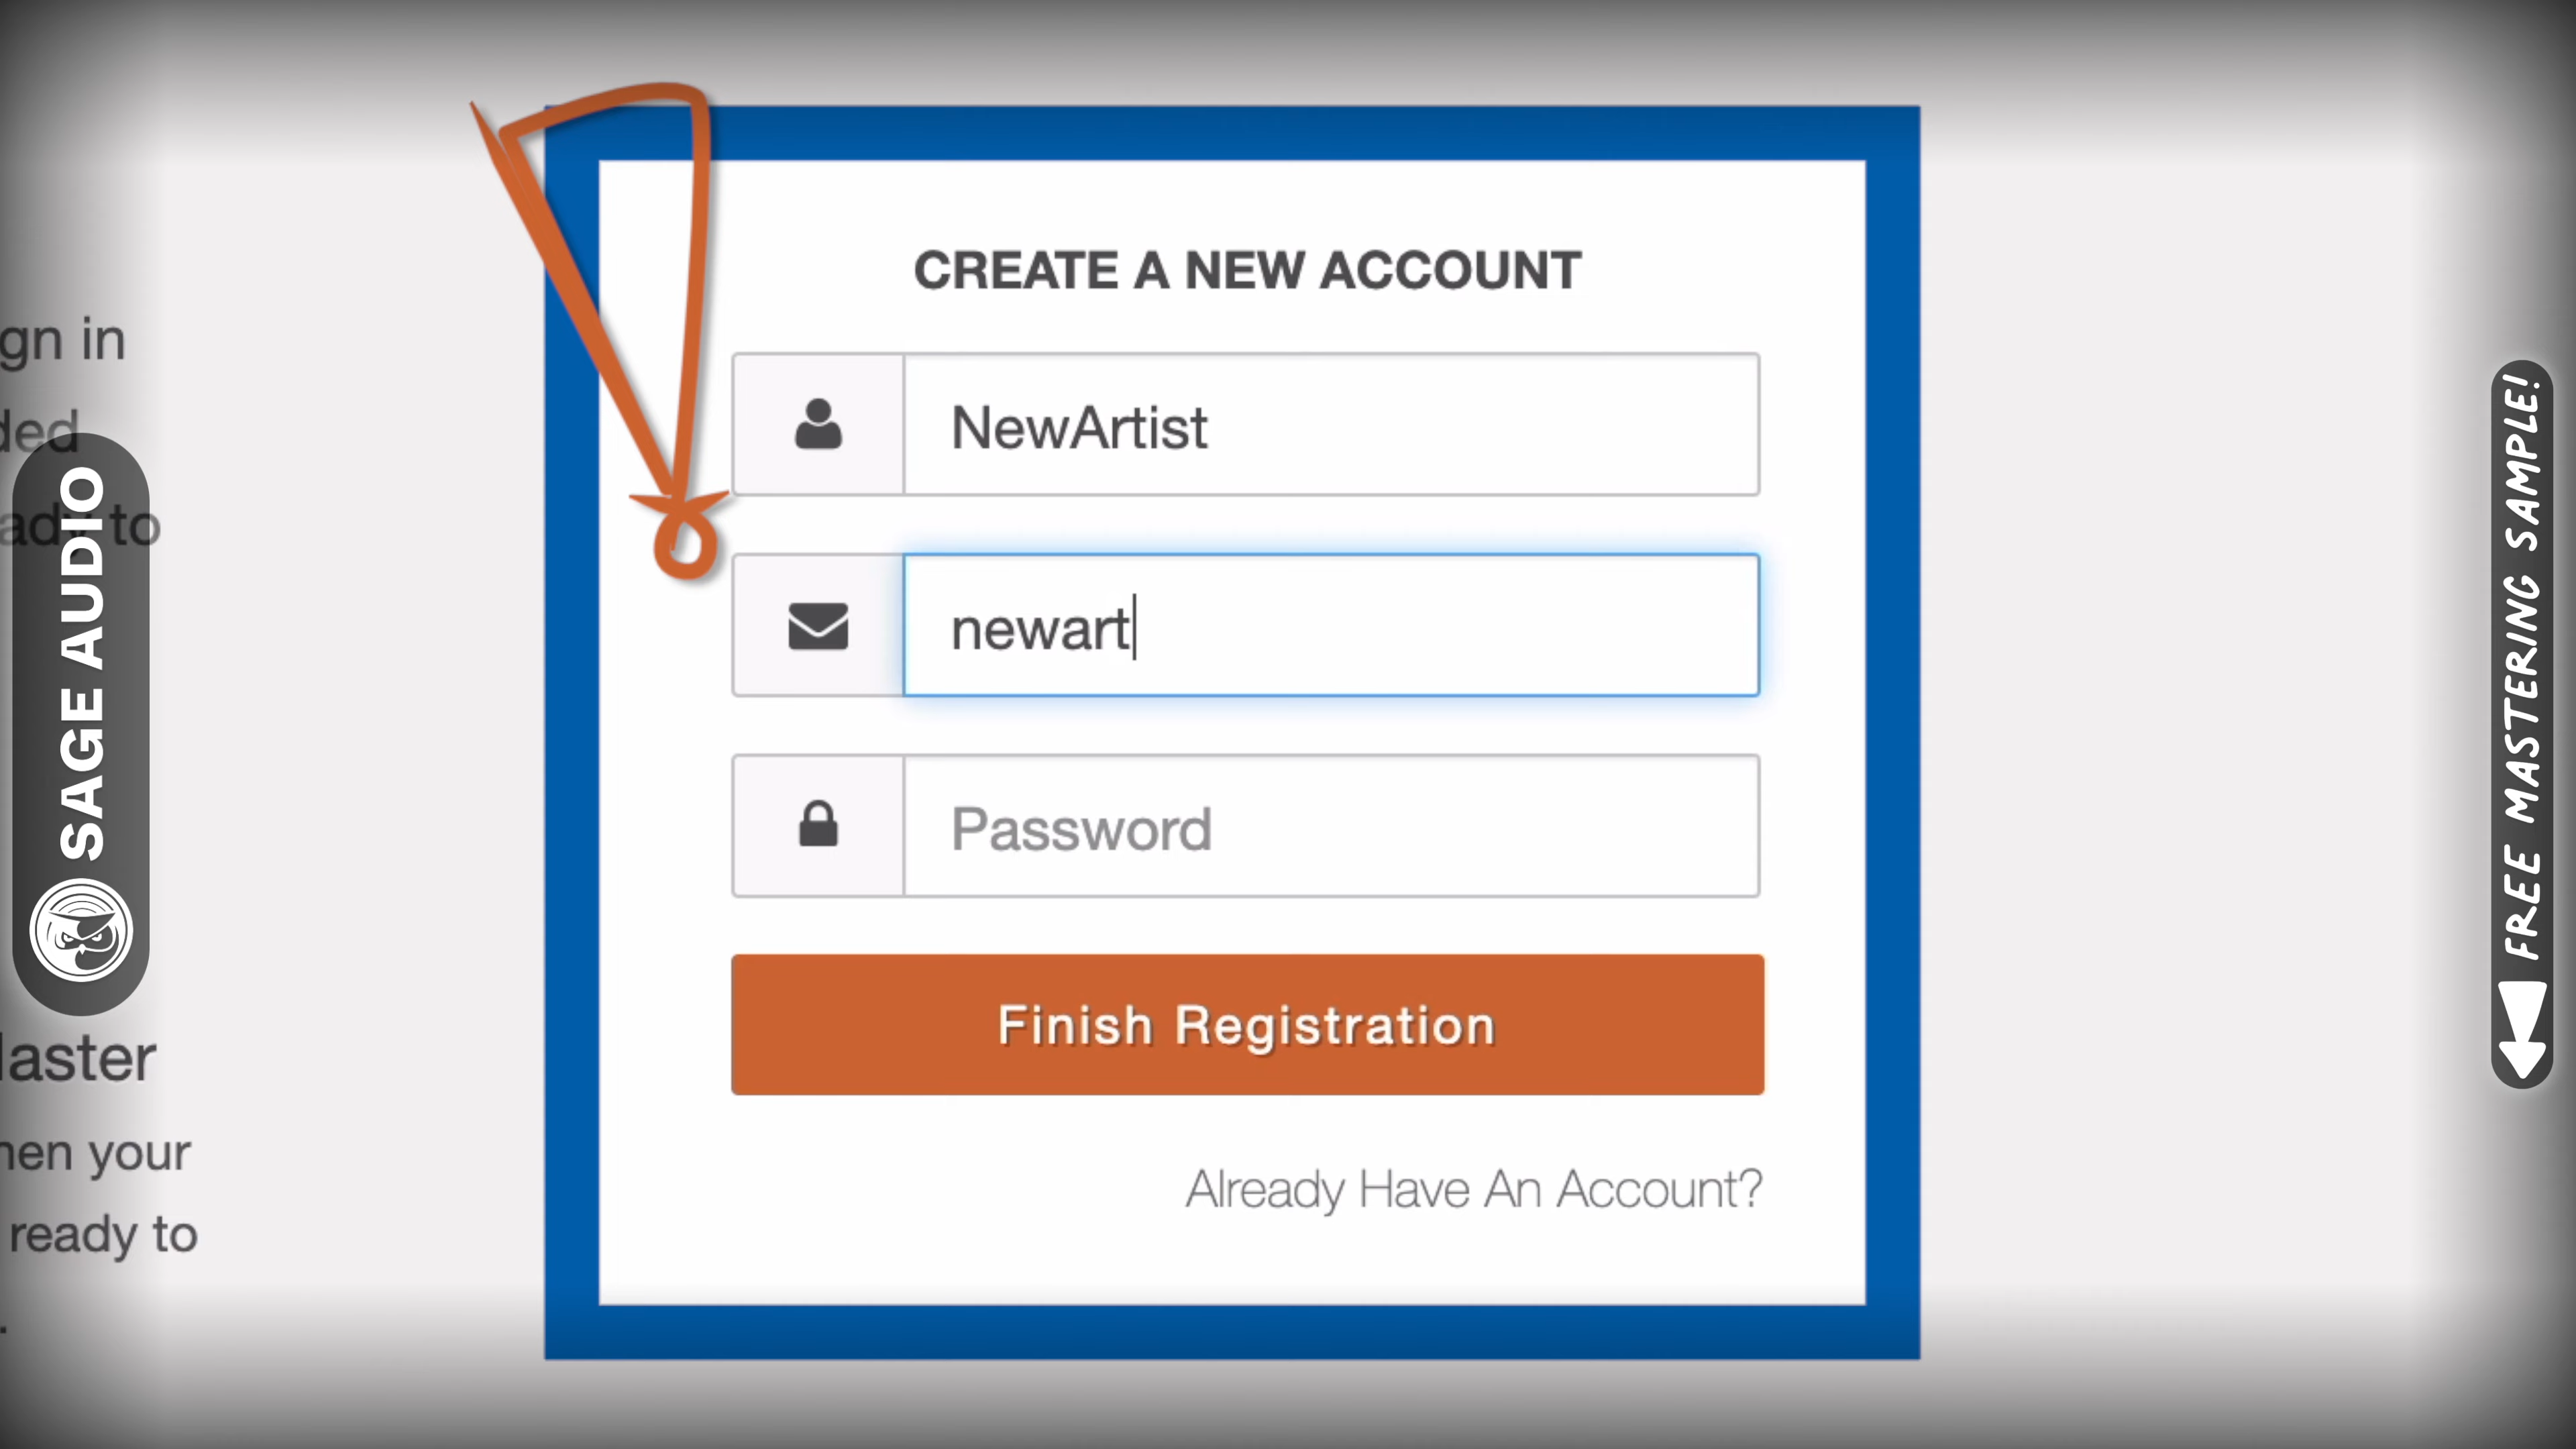 CREATE A NEW ACCOUNT
NewArtist
newart
Password
Finish Registration
Already Have An Account?
gn in
ded
ady to
laster
hen your
ready to
.
SAGE AUDIO
FREE MASTERING SAMPLE!